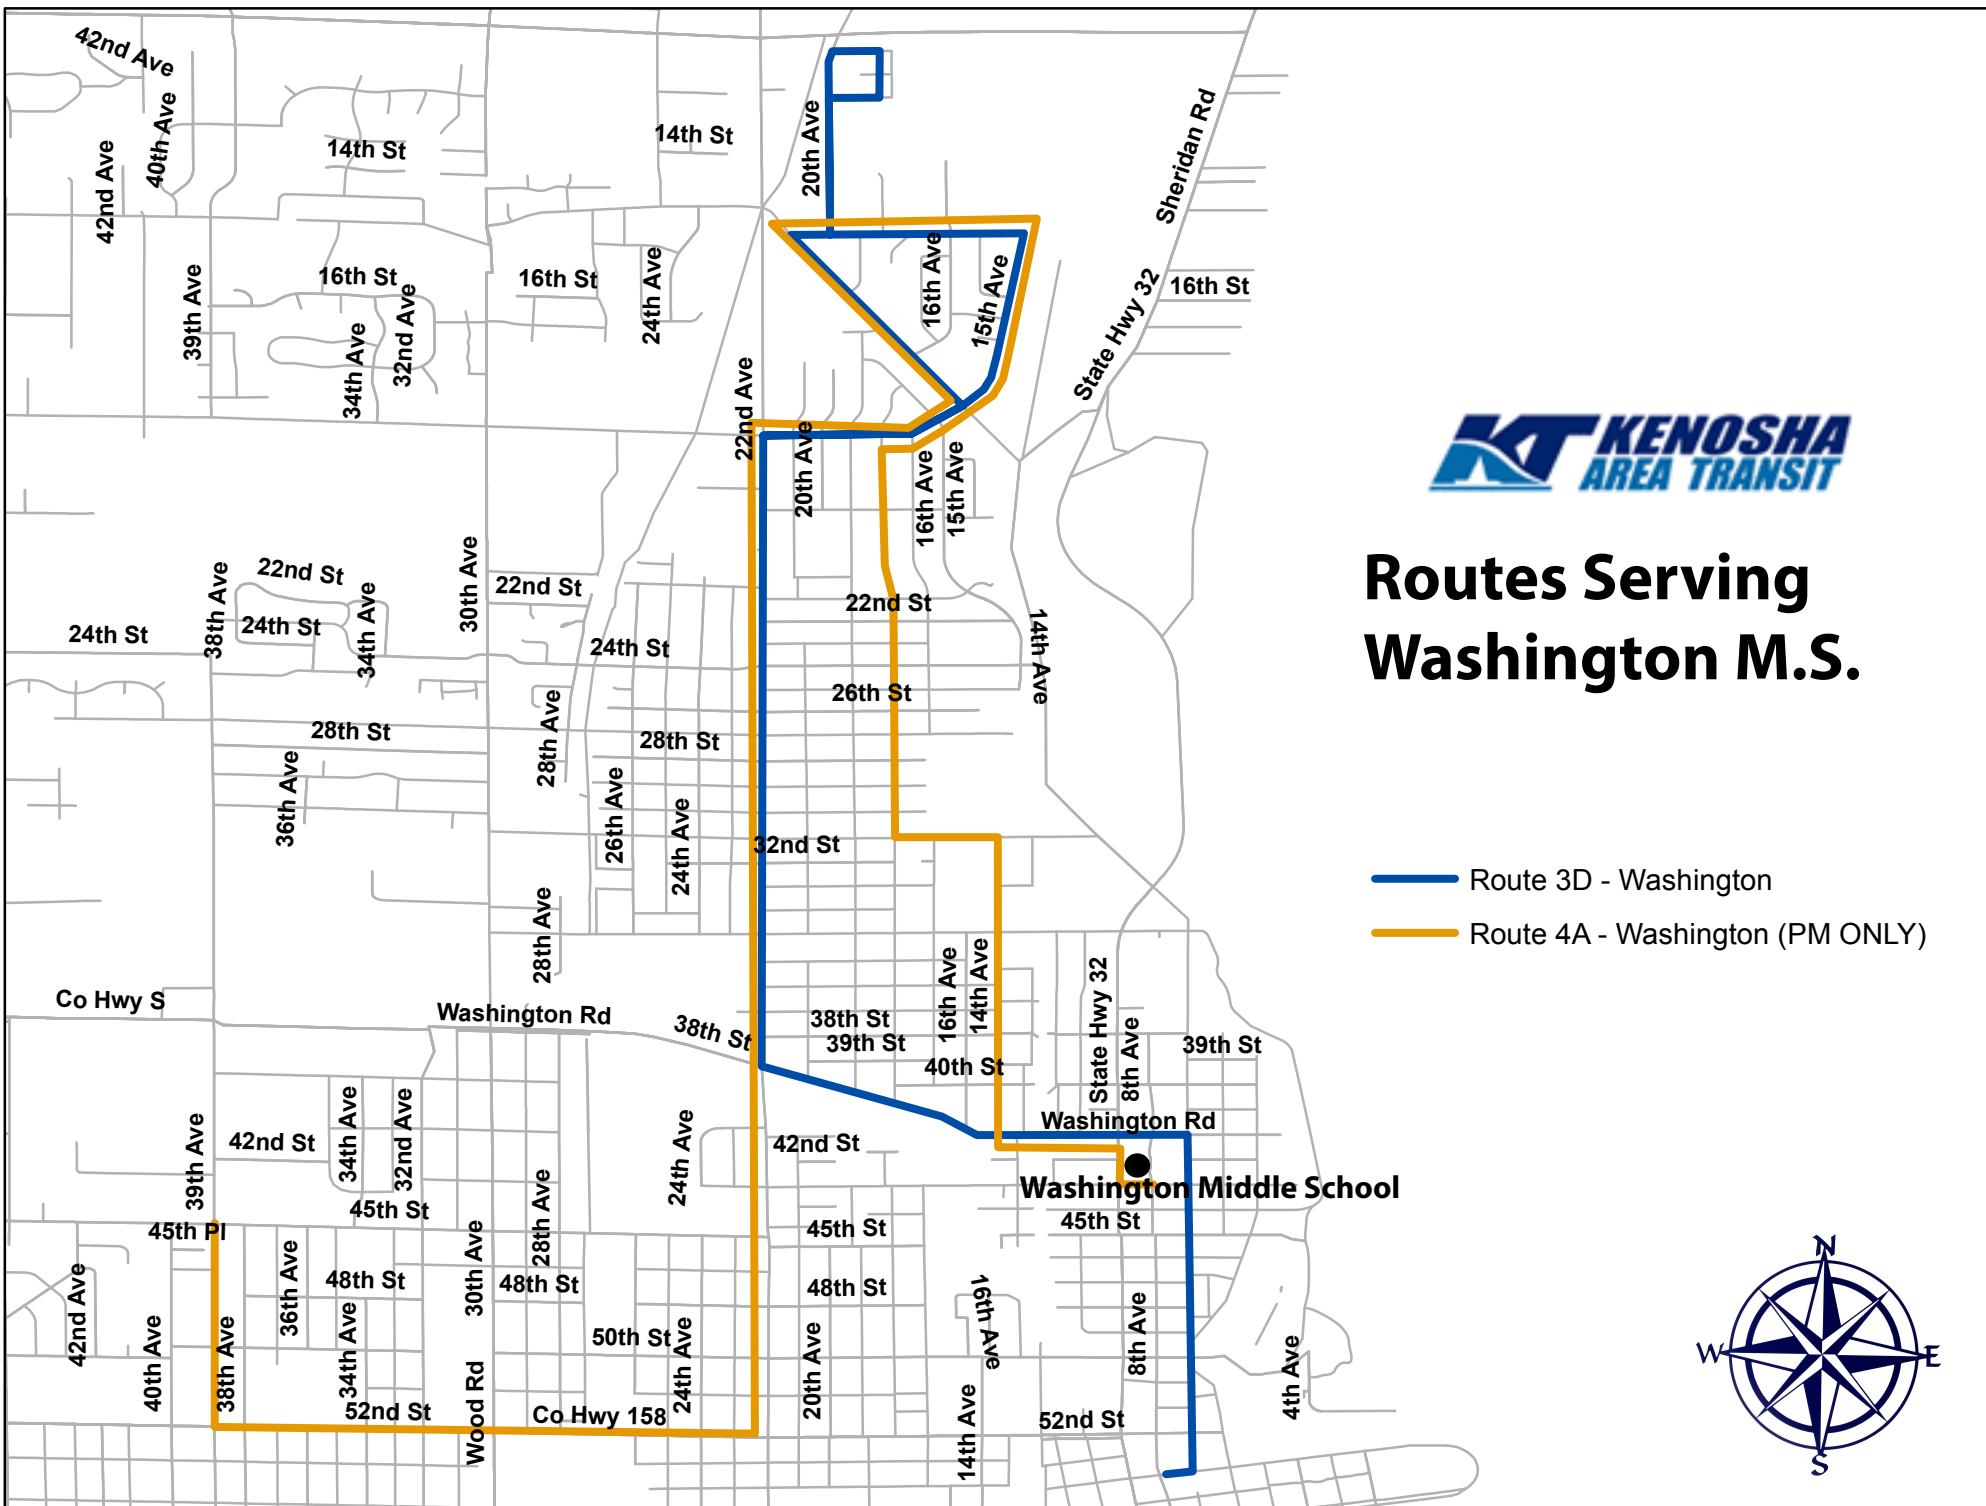 42nd Ave
40th Ave
42nd Ave
14th St
14th St
20th Ave
Sheridan Rd
39th Ave
16th St
34th Ave
32nd Ave
16th St
24th Ave
16th Ave
15th Ave
State Hwy 32
16th St
22nd Ave
20th Ave
16th Ave
15th Ave
KT KENOSHA
AREA TRANSIT
Routes Serving
Washington M.S.
38th Ave
22nd St
24th St
34th Ave
24th St
30th Ave
22nd St
24th St
22nd St
14th Ave
26th St
28th St
28th Ave
28th St
36th Ave
26th Ave
24th Ave
32nd St
28th Ave
Route 3D - Washington
Route 4A - Washington (PM ONLY)
Co Hwy S
Washington Rd
38th St
38th St
39th St
16th Ave
14th Ave
40th St
State Hwy 32
8th Ave
39th St
Washington Rd
39th Ave
42nd St
34th Ave
32nd Ave
24th Ave
42nd St
Washington Middle School
45th Pl
45th St
28th Ave
45th St
45th St
42nd Ave
40th Ave
38th Ave
36th Ave
48th St
34th Ave
30th Ave
48th St
50th St
24th Ave
48th St
20th Ave
16th Ave
8th Ave
4th Ave
52nd St
Wood Rd
Co Hwy 158
14th Ave
52nd St
N
W
E
S